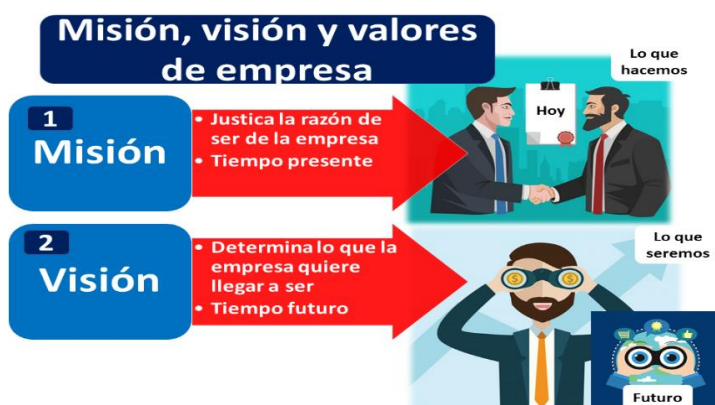 Misión, visión y valores
de empresa
Lo que
hacemos
1
Misión
• Justica la razón de
ser de la empresa
• Tiempo presente
Hoy
2
Visión
• Determina lo que la
empresa quiere
llegar a ser
• Tiempo futuro
Lo que
seremos
Futuro